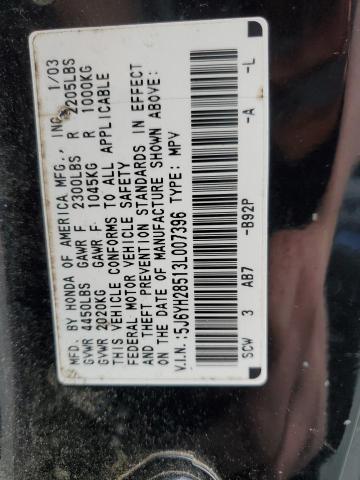 MFD. BY HONDA OF AMERICA MFG., INC. 1/03
GVWR 4450LBS GAWR F 2300LBS R 2205LBS
GVWR 2020KG GAWR F 1045KG R 1000KG
THIS VEHICLE CONFORMS TO ALL APPLICABLE
FEDERAL MOTOR VEHICLE SAFETY
AND THEFT PREVENTION STANDARDS IN EFFECT
ON THE DATE OF MANUFACTURE SHOWN ABOVE:
V.I.N.:5J6YH28513L007396 TYPE: MPV
SCW 3 AB7 -B92P -A -L